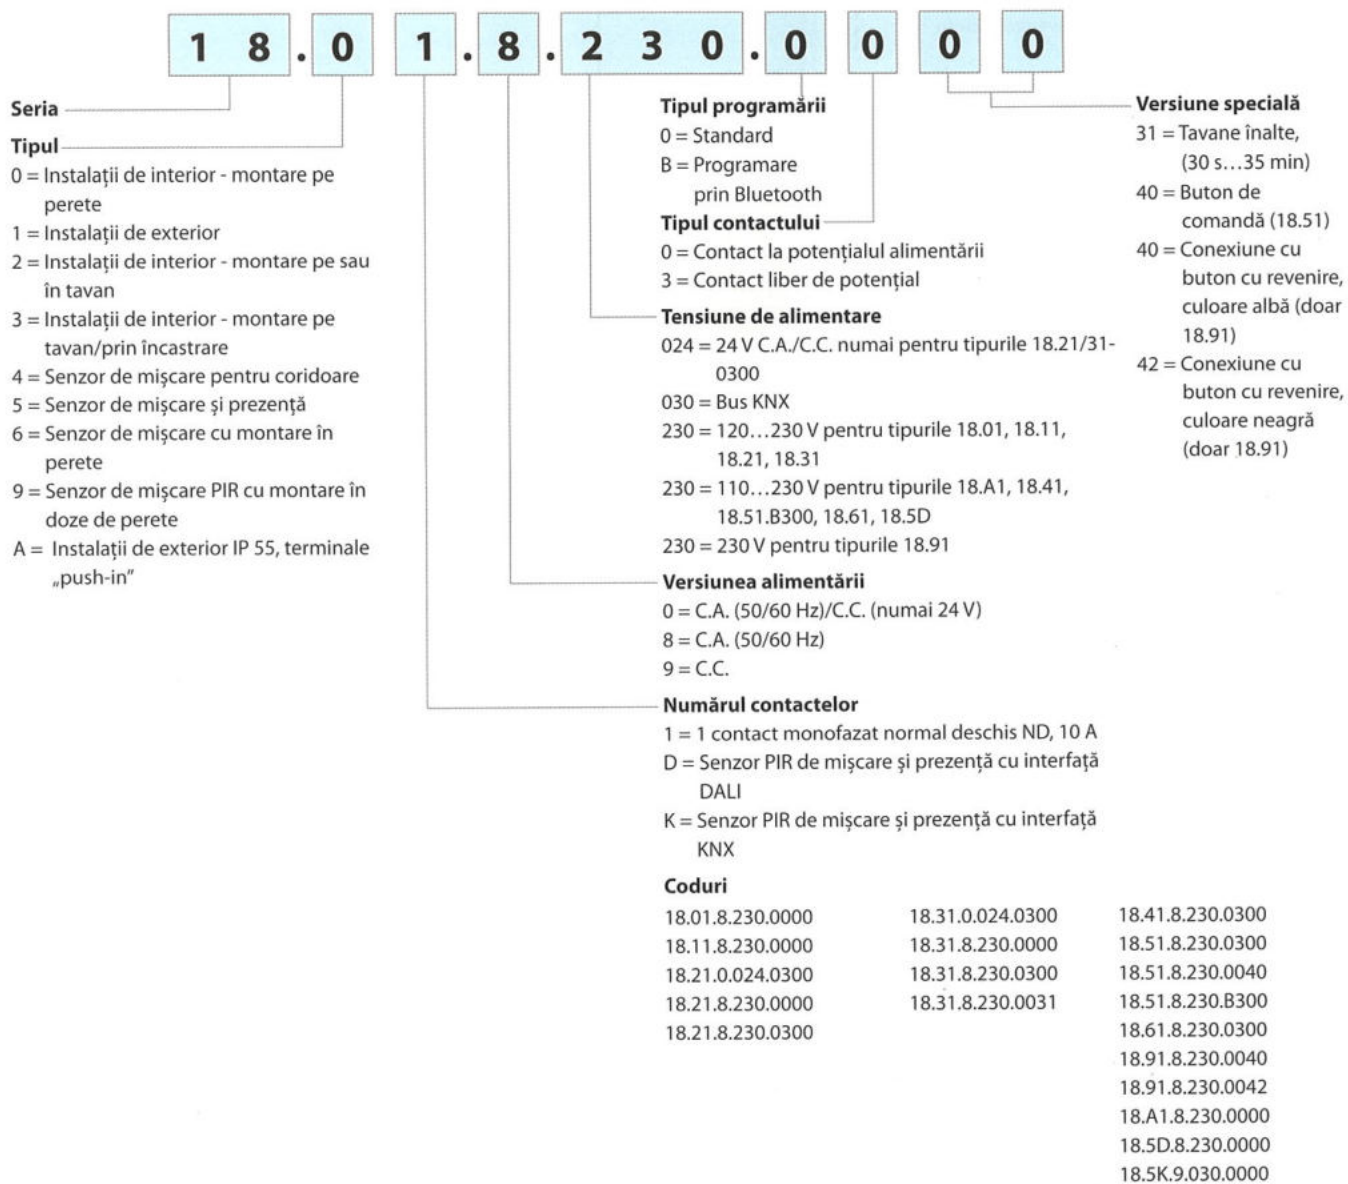 18.01.8.230.0000
Seria
Tipul
0 = Instalații de interior - montare pe
perete
1 = Instalații de exterior
2 = Instalații de interior - montare pe sau
în tavan
3 = Instalații de interior - montare pe
tavan/prin încastrare
4 = Senzor de mișcare pentru coridoare
5 = Senzor de mișcare și prezență
6 = Senzor de mișcare cu montare în
perete
9 = Senzor de mișcare PIR cu montare în
doze de perete
A = Instalații de exterior IP 55, terminale
„push-in”
Tipul programării
0 = Standard
B = Programare
prin Bluetooth
Tipul contactului
0 = Contact la potențialul alimentării
3 = Contact liber de potențial
Tensiune de alimentare
024 = 24 V C.A./C.C. numai pentru tipurile 18.21/31-
0300
030 = Bus KNX
230 = 120…230 V pentru tipurile 18.01, 18.11,
18.21, 18.31
230 = 110…230 V pentru tipurile 18.A1, 18.41,
18.51.B300, 18.61, 18.5D
230 = 230 V pentru tipurile 18.91
Versiunea alimentării
0 = C.A. (50/60 Hz)/C.C. (numai 24 V)
8 = C.A. (50/60 Hz)
9 = C.C.
Numărul contactelor
1 = 1 contact monofazat normal deschis ND, 10 A
D = Senzor PIR de mișcare și prezență cu interfață
DALI
K = Senzor PIR de mișcare și prezență cu interfață
KNX
Versiune specială
31 = Tavane înalte,
(30 s…35 min)
40 = Buton de
comandă (18.51)
40 = Conexiune cu
buton cu revenire,
culoare albă (doar
18.91)
42 = Conexiune cu
buton cu revenire,
culoare neagră
(doar 18.91)
Coduri
18.01.8.230.0000
18.11.8.230.0000
18.21.0.024.0300
18.21.8.230.0000
18.21.8.230.0300
18.31.0.024.0300
18.31.8.230.0000
18.31.8.230.0300
18.31.8.230.0031
18.41.8.230.0300
18.51.8.230.0300
18.51.8.230.0040
18.51.8.230.B300
18.61.8.230.0300
18.91.8.230.0040
18.91.8.230.0042
18.A1.8.230.0000
18.5D.8.230.0000
18.5K.9.030.0000